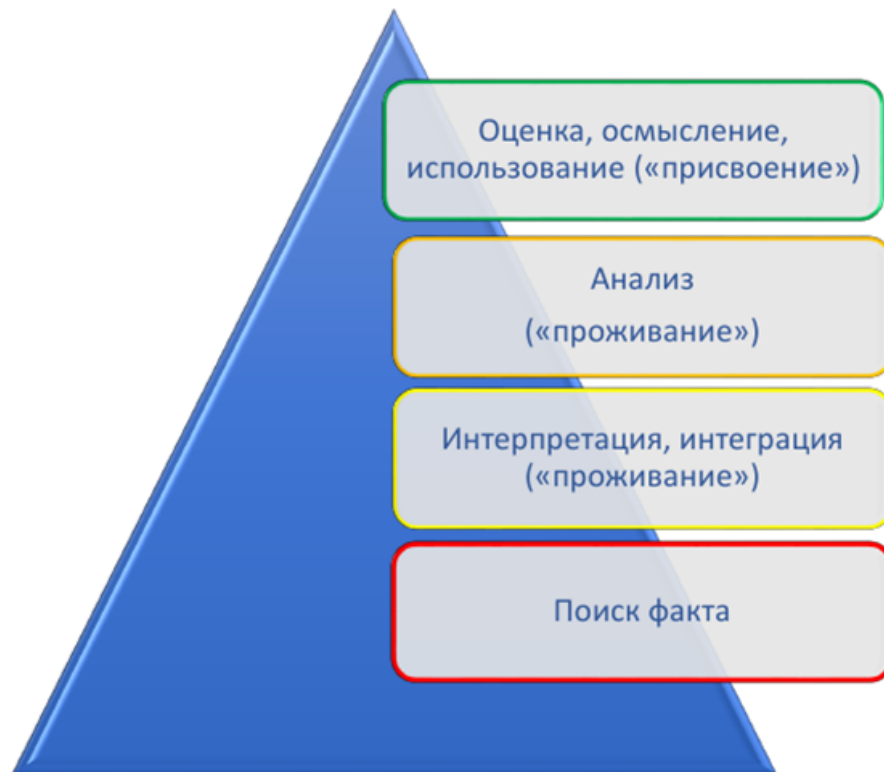 Оценка, осмысление,
использование («присвоение»)
Анализ
(«проживание»)
Интерпретация, интеграция
(«проживание»)
Поиск факта